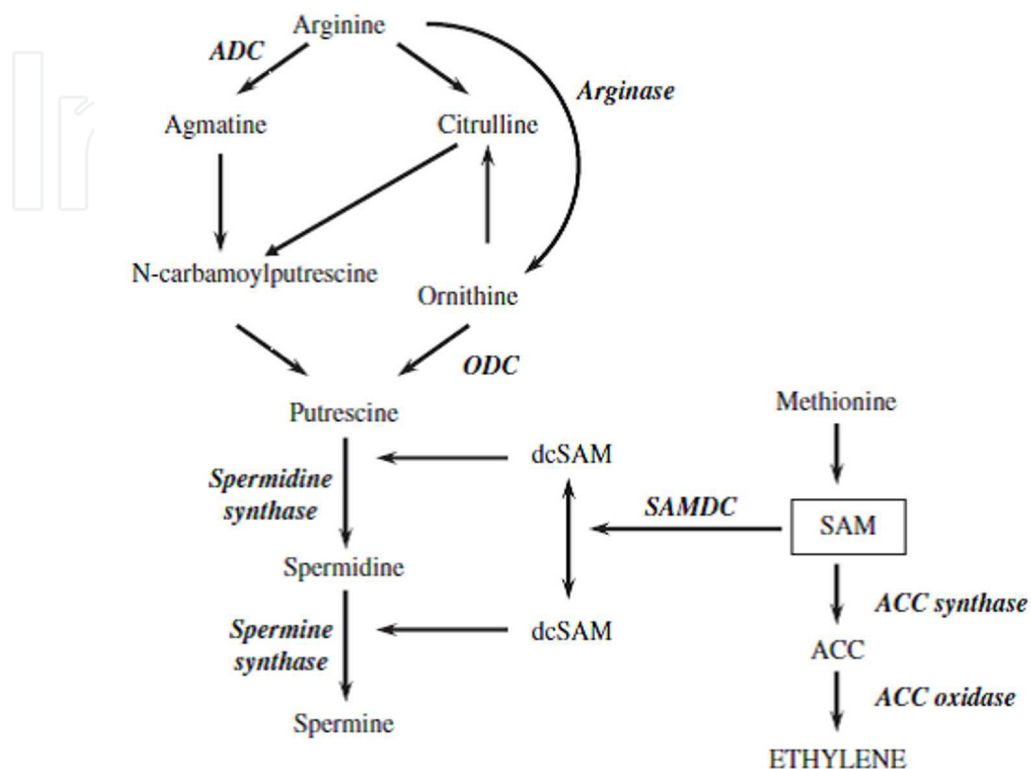 Arginine
ADC
Arginase
Agmatine
Citrulline
N-carbamoylputrescine
Ornithine
ODC
Putrescine
Methionine
dcSAM
Spermidine
synthase
SAMDC
SAM
Spermidine
ACC synthase
Spermine
synthase
dcSAM
ACC
ACC oxidase
Spermine
ETHYLENE